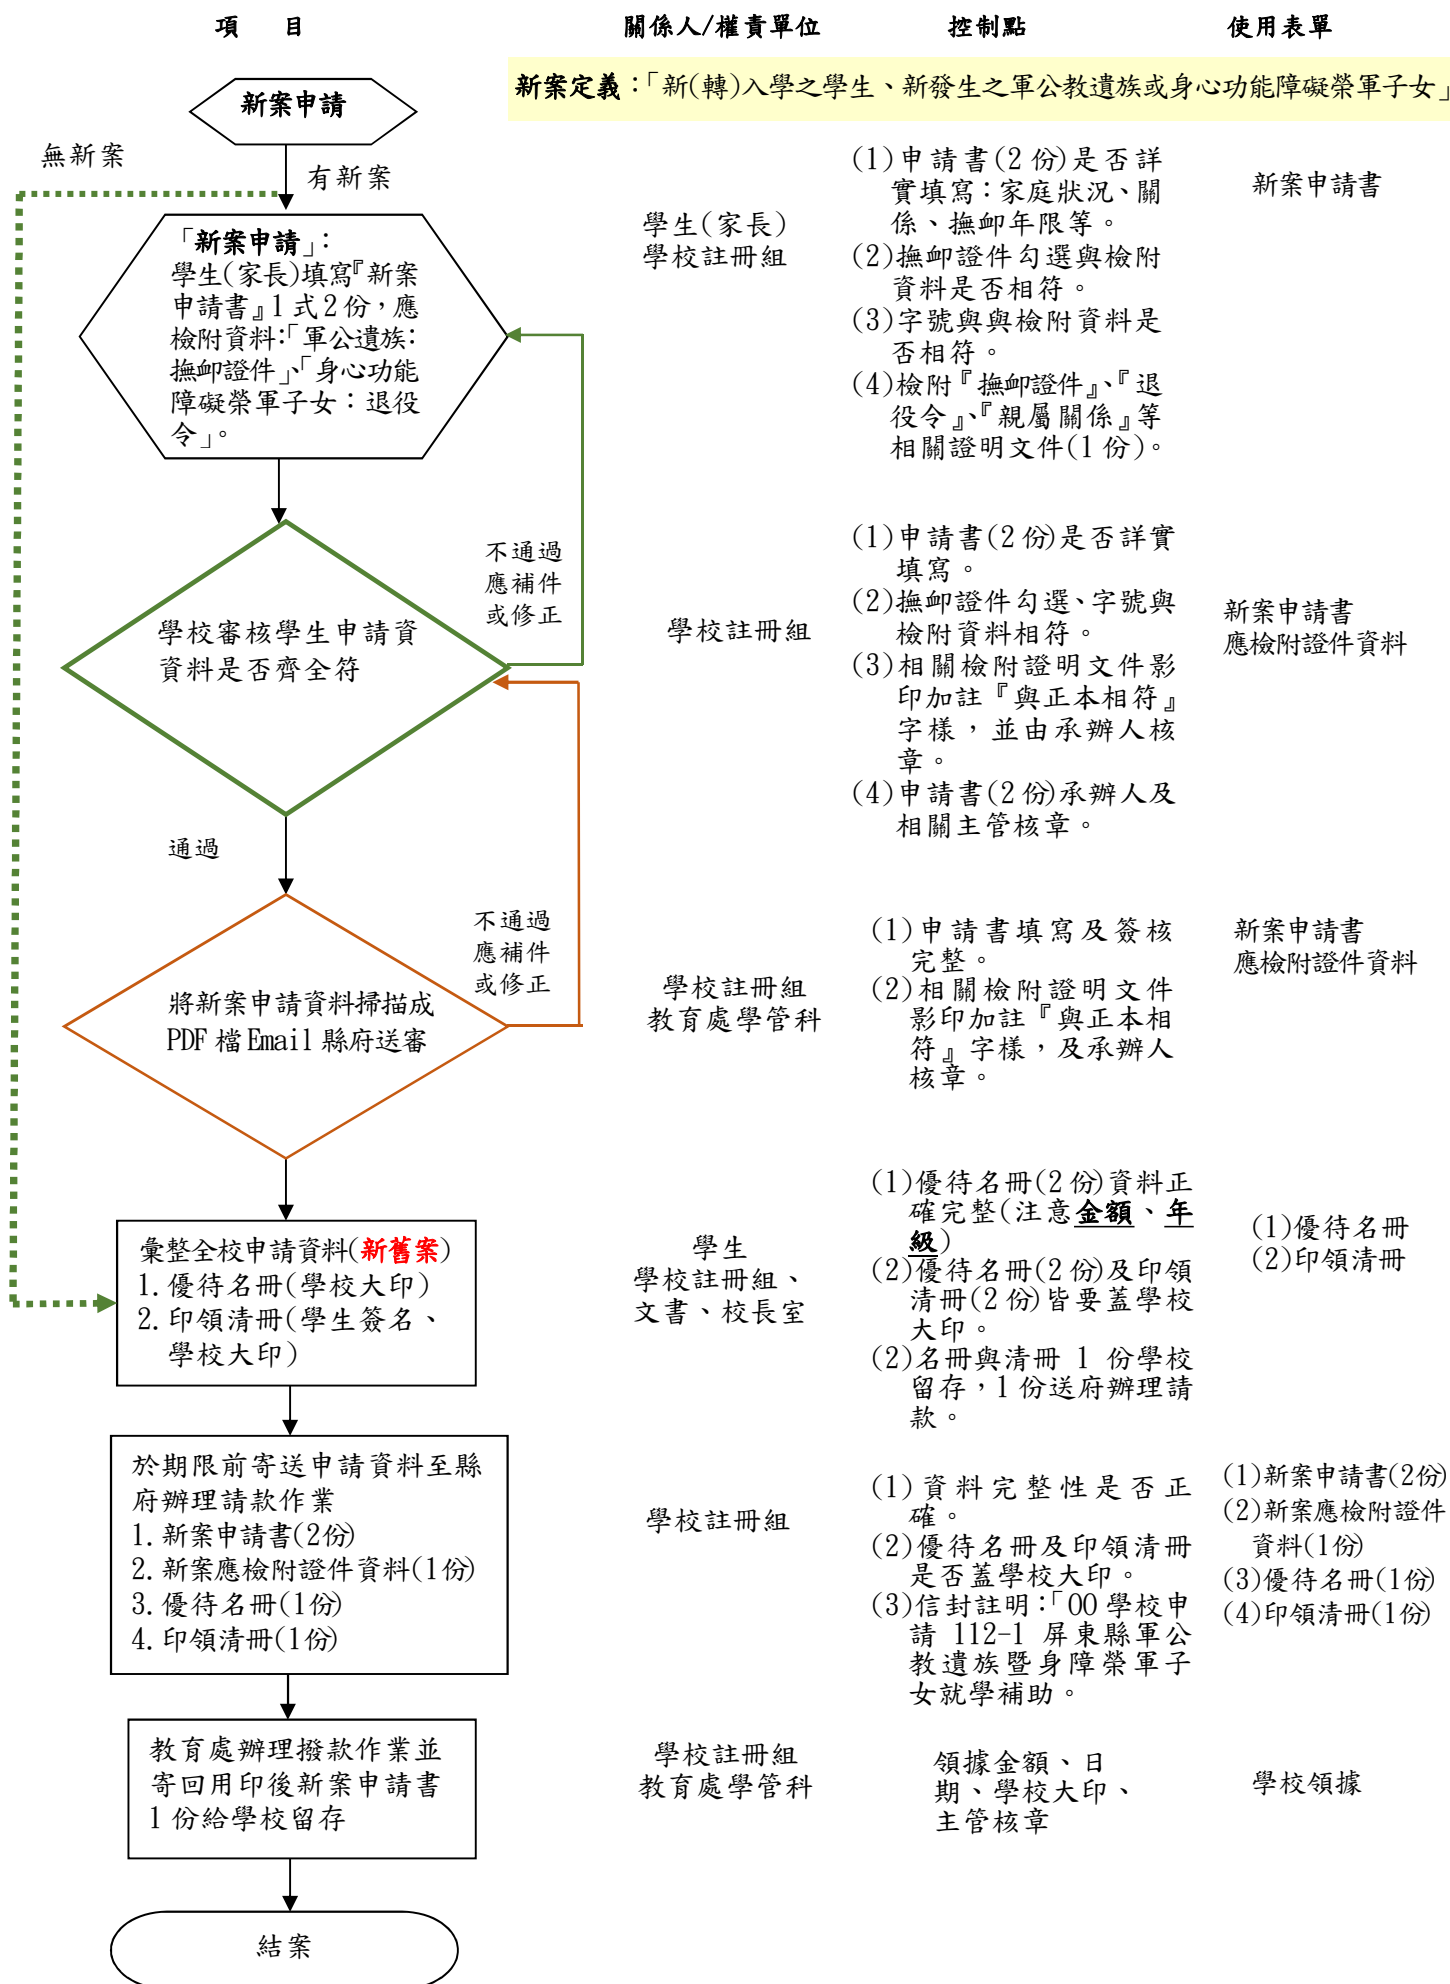 項 目 關係人/權責單位 控制點 使用表單
新案定義：「新(轉)入學之學生、新發生之軍公教遺族或身心功能障礙榮軍子女」
新案申請
無新案
有新案
「新案申請」：
學生(家長)填寫『新案
申請書』1式2份，應
檢附資料：「軍公遺族：
撫卹證件」、「身心功能
障礙榮軍子女：退役
令」。
學生(家長)
學校註冊組
(1)申請書(2份)是否詳
實填寫：家庭狀況、關
係、撫卹年限等。
(2)撫卹證件勾選與檢附
資料是否相符。
(3)字號與與檢附資料是
否相符。
(4)檢附『撫卹證件』、『退
役令』、『親屬關係』等
相關證明文件(1份)。
新案申請書
不通過
應補件
或修正
學校審核學生申請資
資料是否齊全符
學校註冊組
(1)申請書(2份)是否詳實
填寫。
(2)撫卹證件勾選、字號與
檢附資料相符。
(3)相關檢附證明文件影
印加註『與正本相符』
字樣，並由承辦人核
章。
(4)申請書(2份)承辦人及
相關主管核章。
新案申請書
應檢附證件資料
通過
不通過
應補件
或修正
將新案申請資料掃描成
PDF檔Email縣府送審
學校註冊組
教育處學管科
(1)申請書填寫及簽核
完整。
(2)相關檢附證明文件
影印加註『與正本相
符』字樣，及承辦人
核章。
新案申請書
應檢附證件資料
彙整全校申請資料(新舊案)
1.優待名冊(學校大印)
2.印領清冊(學生簽名、
學校大印)
學生
學校註冊組、
文書、校長室
(1)優待名冊(2份)資料正
確完整(注意金額、年
級)
(2)優待名冊(2份)及印領
清冊(2份)皆要蓋學校
大印。
(2)名冊與清冊 1 份學校
留存，1份送府辦理請
款。
(1)優待名冊
(2)印領清冊
於期限前寄送申請資料至縣
府辦理請款作業
1.新案申請書(2份)
2.新案應檢附證件資料(1份)
3.優待名冊(1份)
4.印領清冊(1份)
學校註冊組
(1)資料完整性是否正
確。
(2)優待名冊及印領清冊
是否蓋學校大印。
(3)信封註明：「OO學校申
請 112-1 屏東縣軍公
教遺族暨身障榮軍子
女就學補助。
(1)新案申請書(2份)
(2)新案應檢附證件
資料(1份)
(3)優待名冊(1份)
(4)印領清冊(1份)
教育處辦理撥款作業並
寄回用印後新案申請書
1份給學校留存
學校註冊組
教育處學管科
領據金額、日
期、學校大印、
主管核章
學校領據
結案